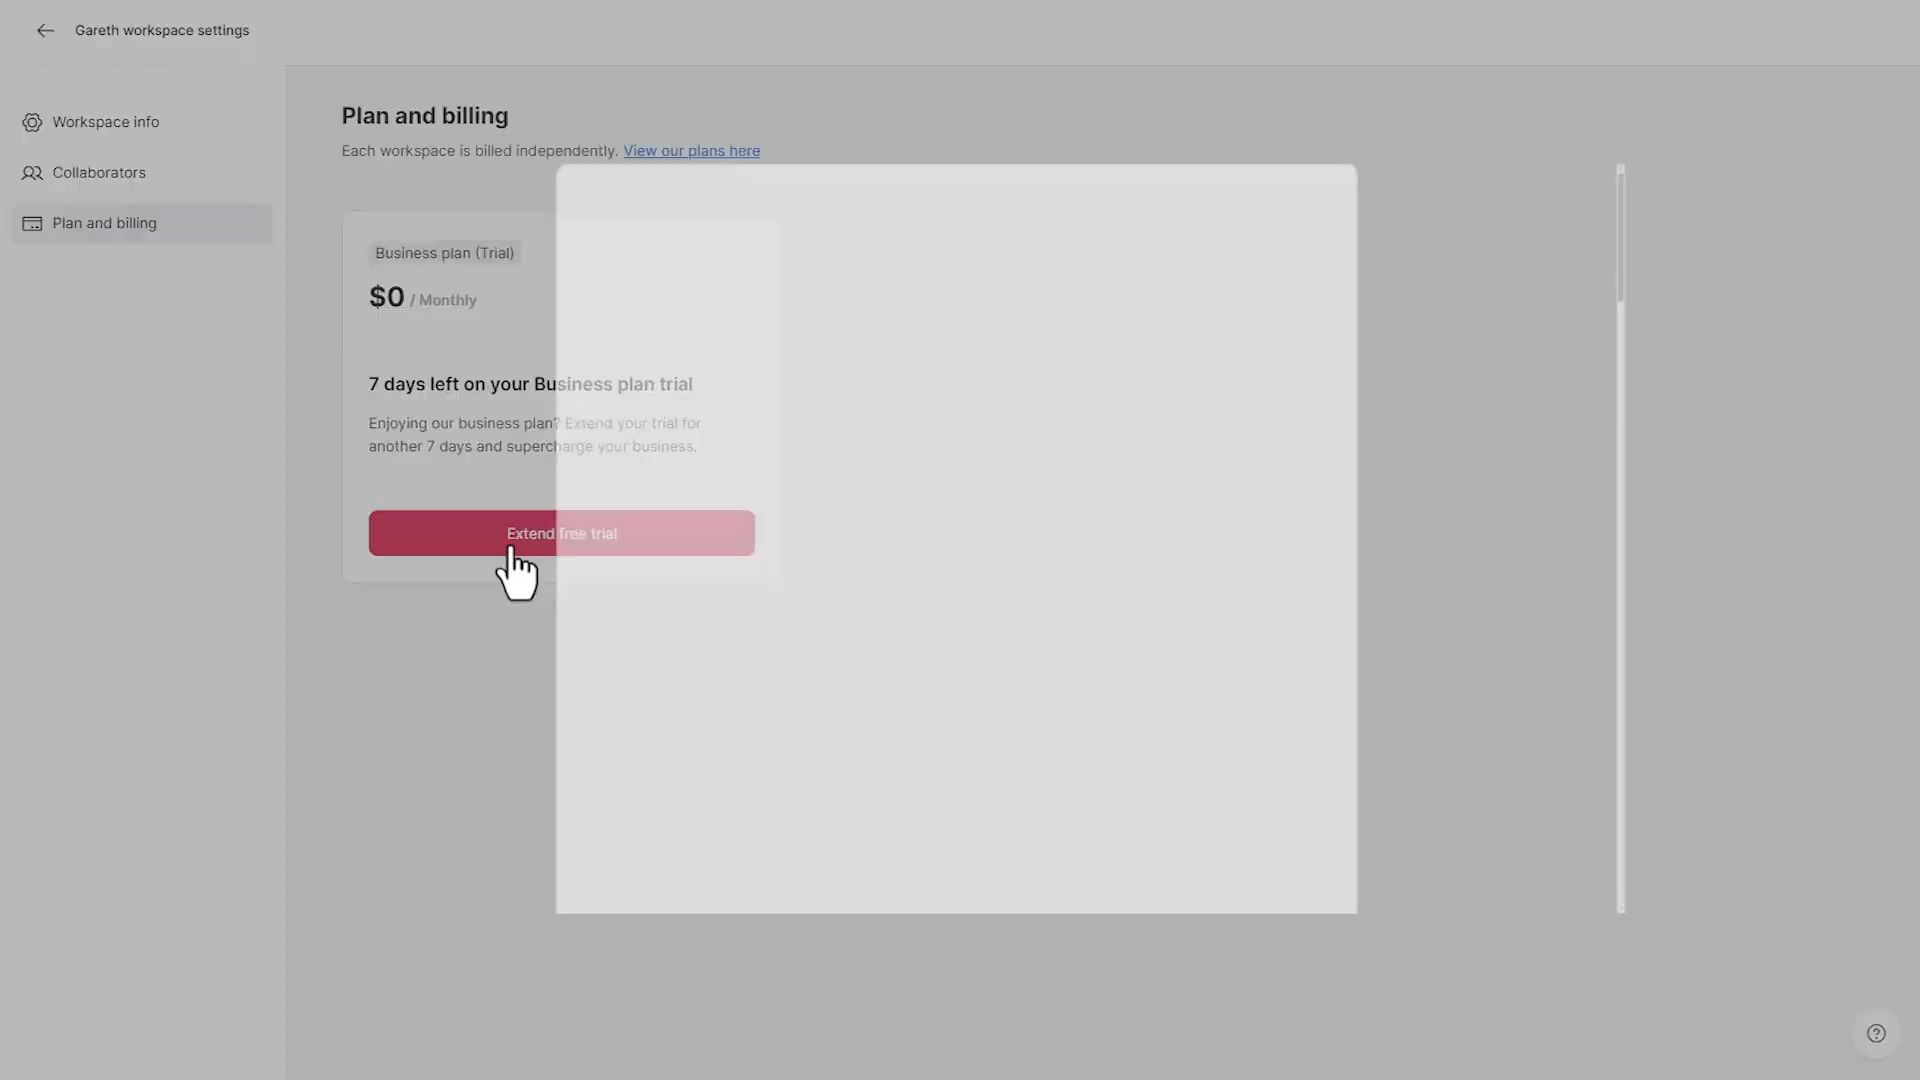 Gareth workspace settings
Workspace info
Collaborators
Plan and billing
Plan and billing
Each workspace is billed independently. View our plans here
Business plan (Trial)
$0 / Monthly
7 days left on your Business plan trial
Enjoying our business plan? Extend your trial for
another 7 days and supercharge your business.
Extend free trial